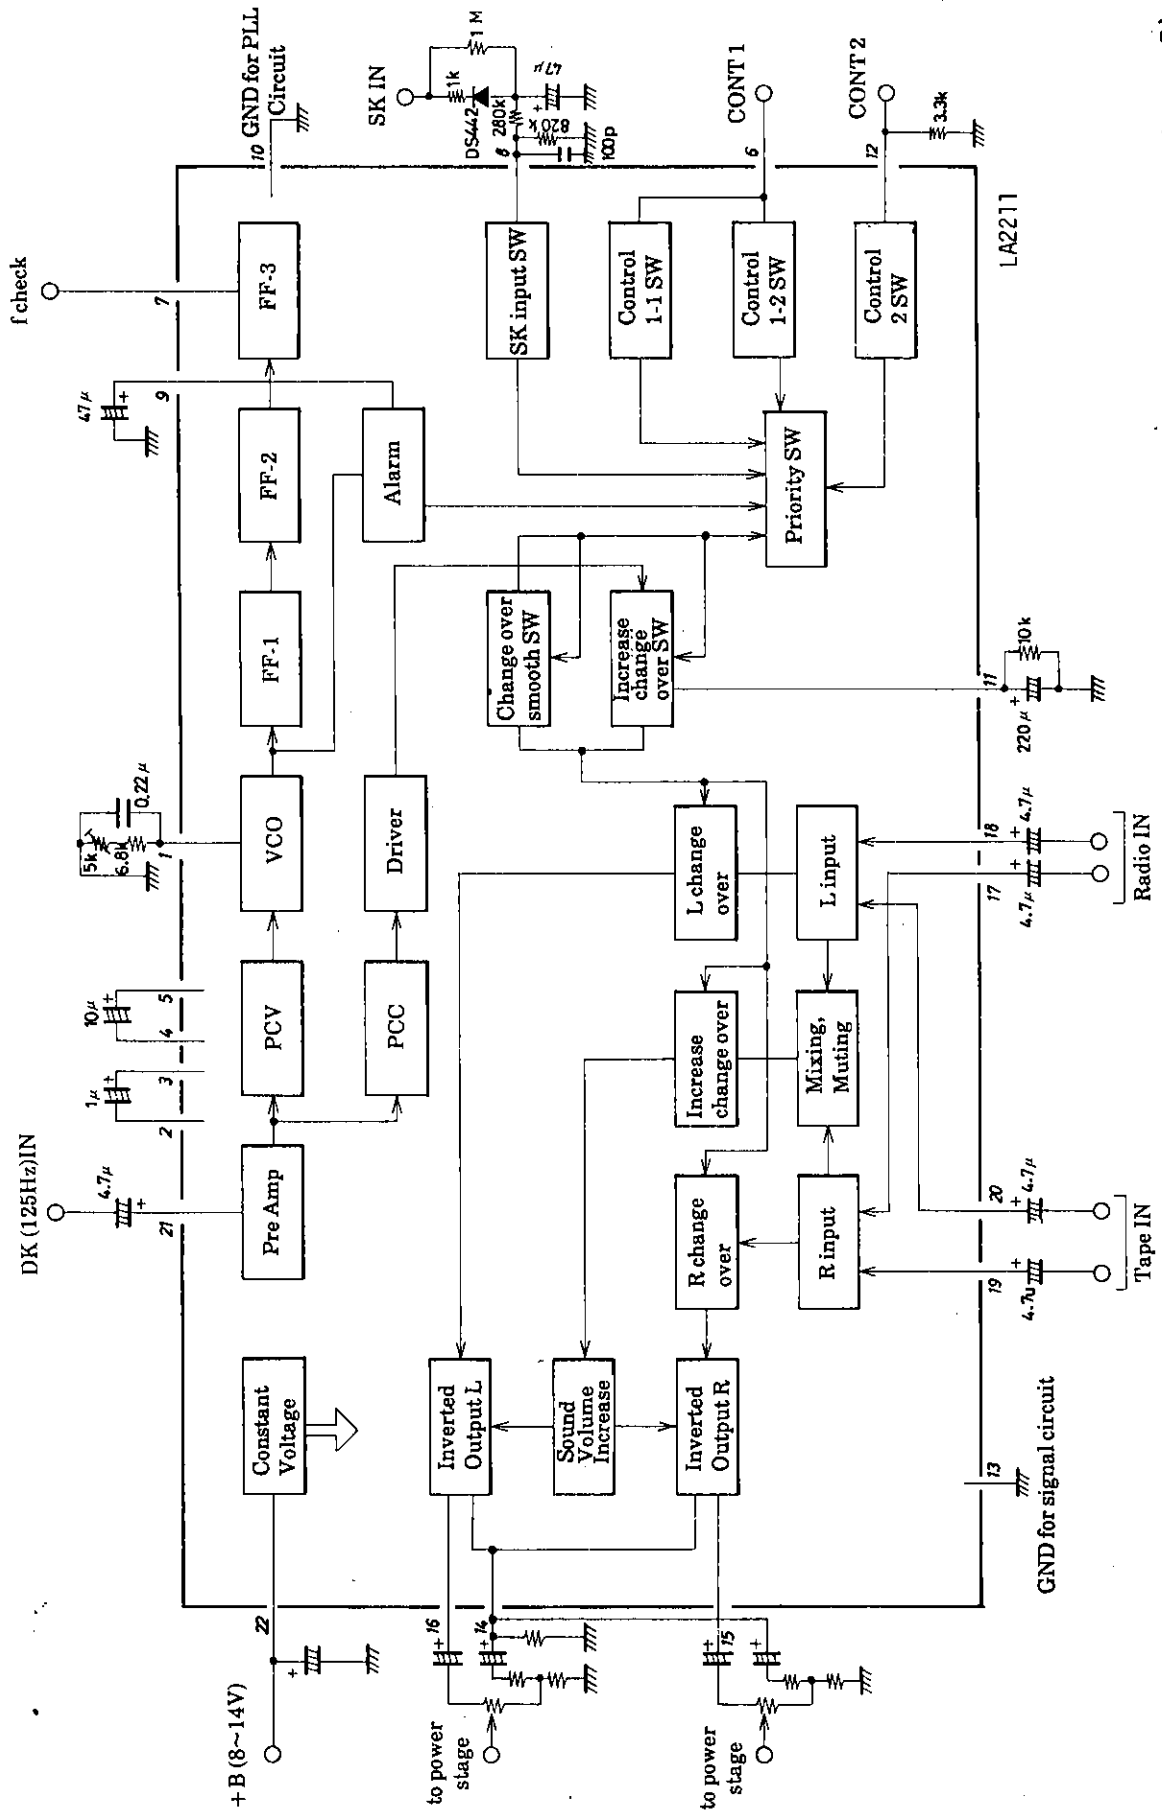 +B (8~14V)
22
Constant
Voltage
DK (125Hz)IN
4.7μ
+
21
Pre Amp
1μ
+
2
3
10μ
+
4
5
PCV
PCC
5k
6.8k
0.22μ
1
VCO
Driver
FF-1
FF-2
FF-3
47μ
+
9
f check
7
Alarm
GND for PLL
Circuit
10
SK IN
1M
1k
DS442
280k
47μ
+
820k
100p
8
SK input SW
CONT 1
6
Control
1-1 SW
Control
1-2 SW
CONT 2
12
3.3k
Control
2 SW
LA2211
Priority SW
Change over
smooth SW
Increase
change
over SW
11
10k
220μ
+
L change
over
Increase
change over
R change
over
L input
Mixing,
Muting
R input
Inverted
Output L
Sound
Volume
Increase
Inverted
Output R
16
+
14
+
15
+
+
+
to power
stage
to power
stage
13
GND for signal circuit
19
+
4.7u
20
+
4.7μ
Tape IN
17
+
4.7μ
18
+
4.7μ
Radio IN